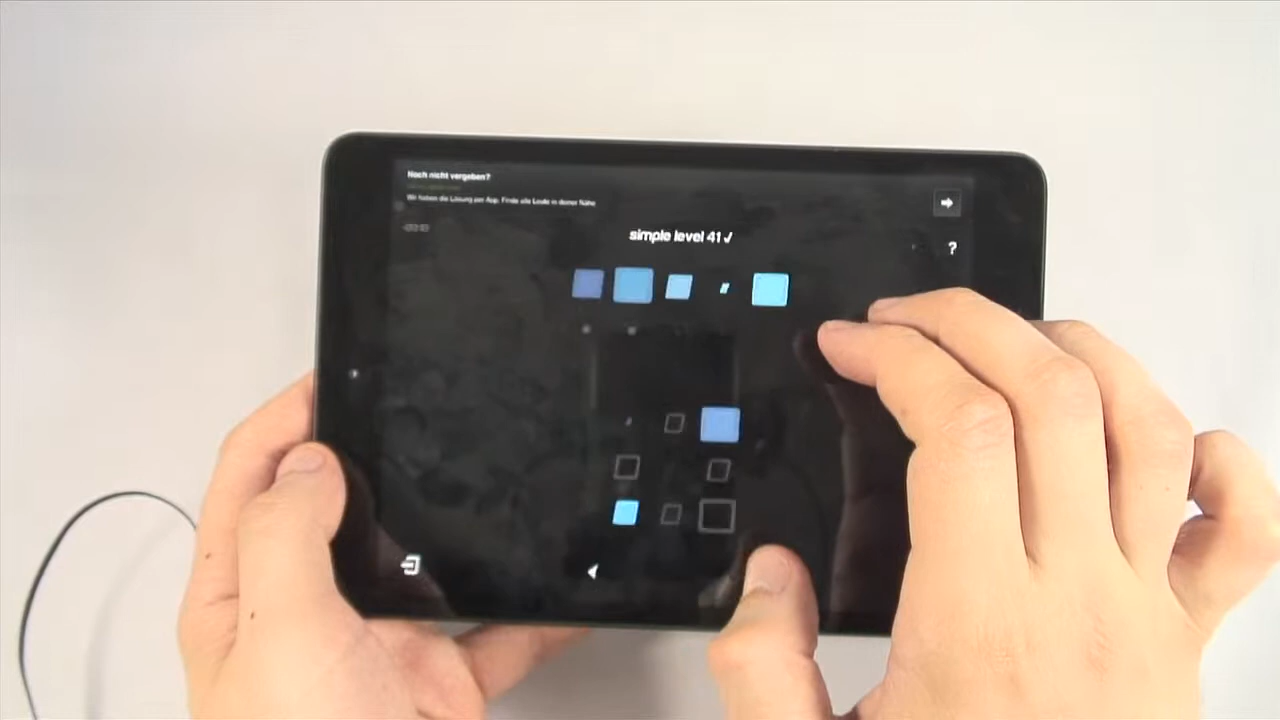 Noch nicht vergeben?
Wir haben die Lösung per App. Finde alle Leute in deiner Nähe
simple level 41✓
?